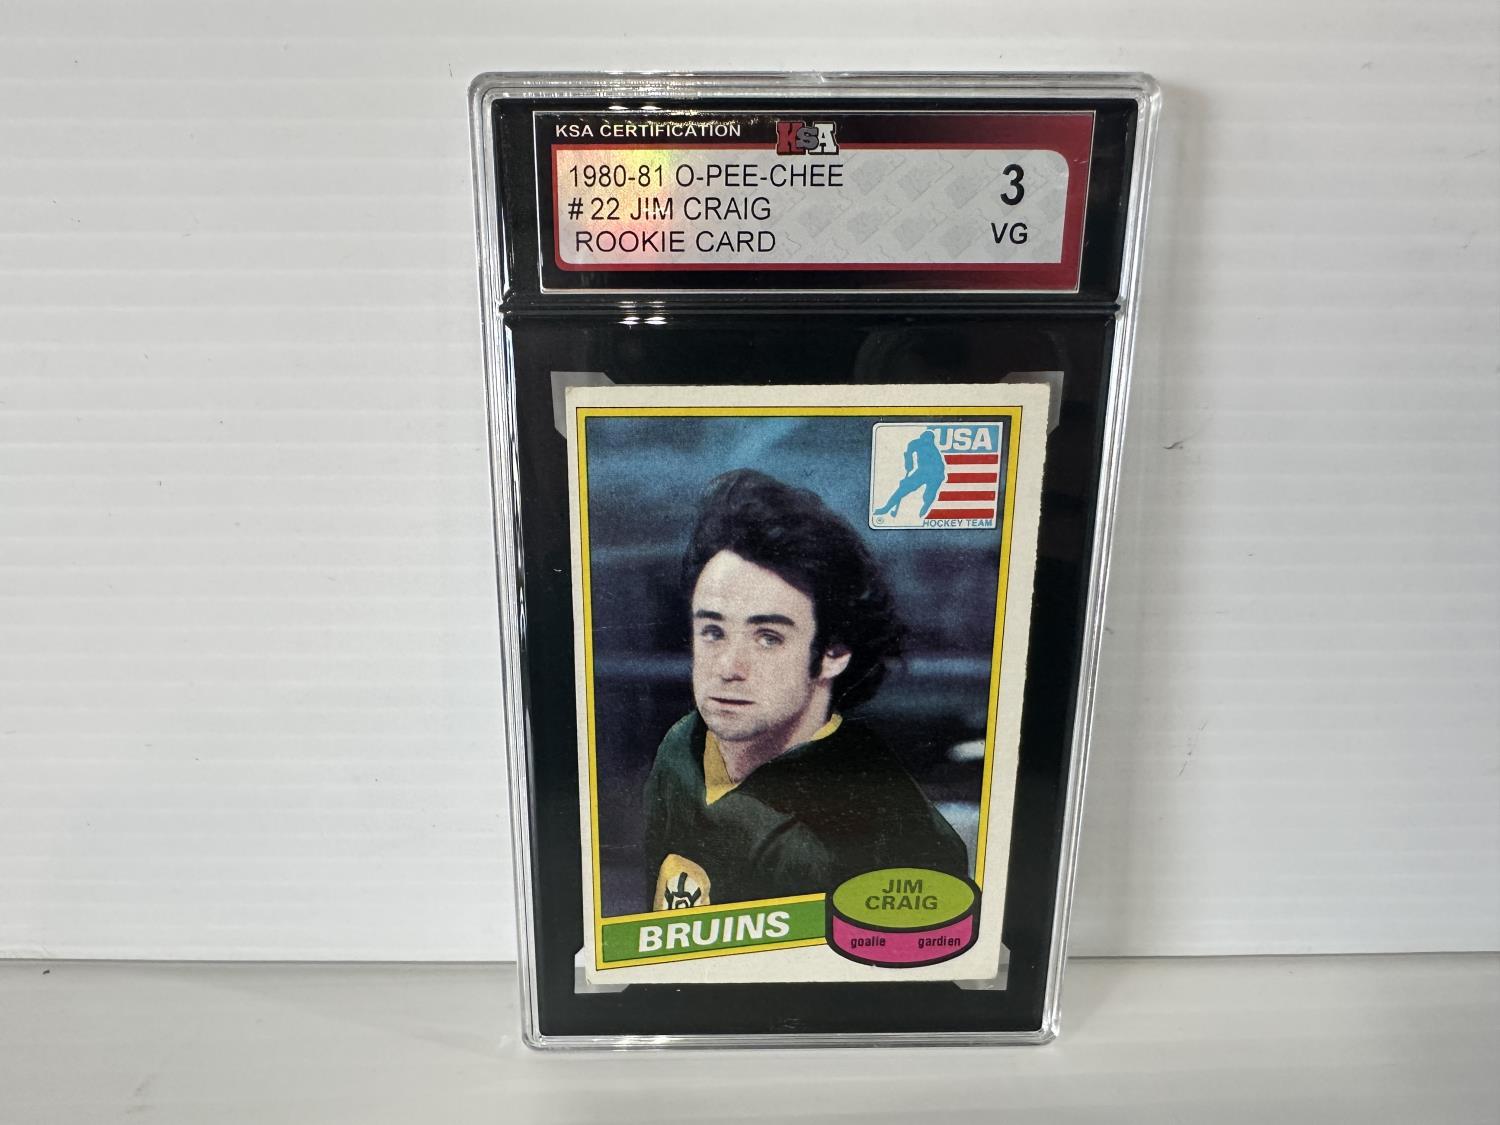 KSA CERTIFICATION
KSA
1980-81 O-PEE-CHEE
3
# 22 JIM CRAIG
VG
ROOKIE CARD
USA
HOCKEY TEAM
JIM
CRAIG
BRUINS
goalie gardien